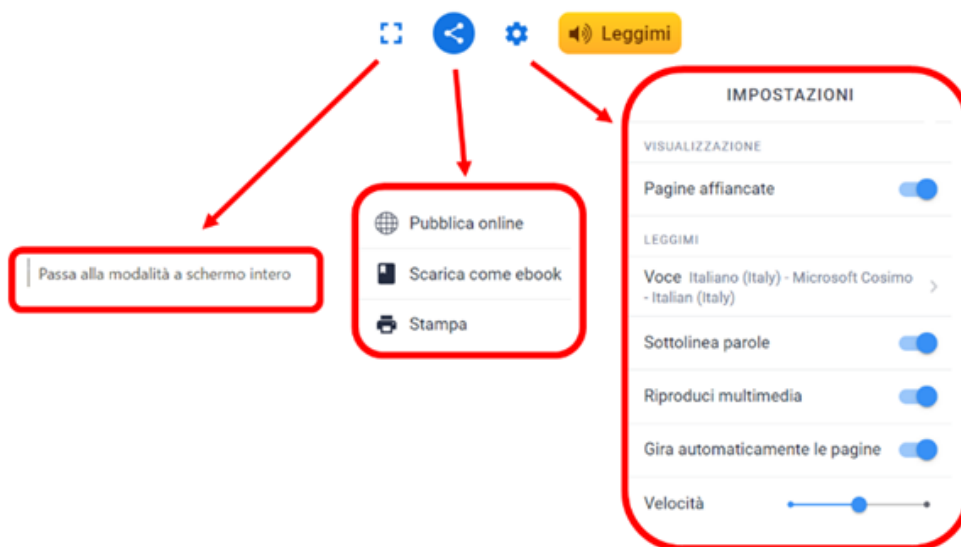 Leggimi
Passa alla modalità a schermo intero
Pubblica online
Scarica come ebook
Stampa
IMPOSTAZIONI
VISUALIZZAZIONE
Pagine affiancate
LEGGIMI
Voce Italiano (Italy) - Microsoft Cosimo
- Italian (Italy)
Sottolinea parole
Riproduci multimedia
Gira automaticamente le pagine
Velocità